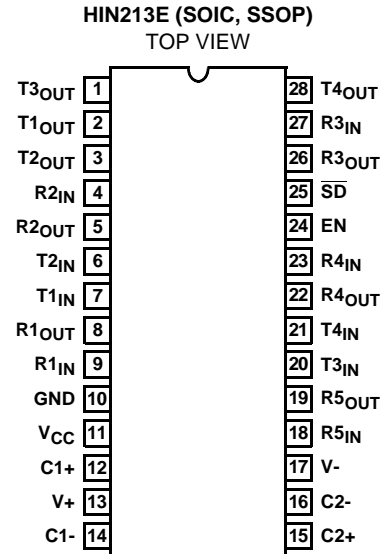 HIN213E (SOIC, SSOP)
TOP VIEW
T3OUT 1 28 T4OUT
T1OUT 2 27 R3IN
T2OUT 3 26 R3OUT
R2IN 4 25 SD
R2OUT 5 24 EN
T2IN 6 23 R4IN
T1IN 7 22 R4OUT
R1OUT 8 21 T4IN
R1IN 9 20 T3IN
GND 10 19 R5OUT
VCC 11 18 R5IN
C1+ 12 17 V-
V+ 13 16 C2-
C1- 14 15 C2+